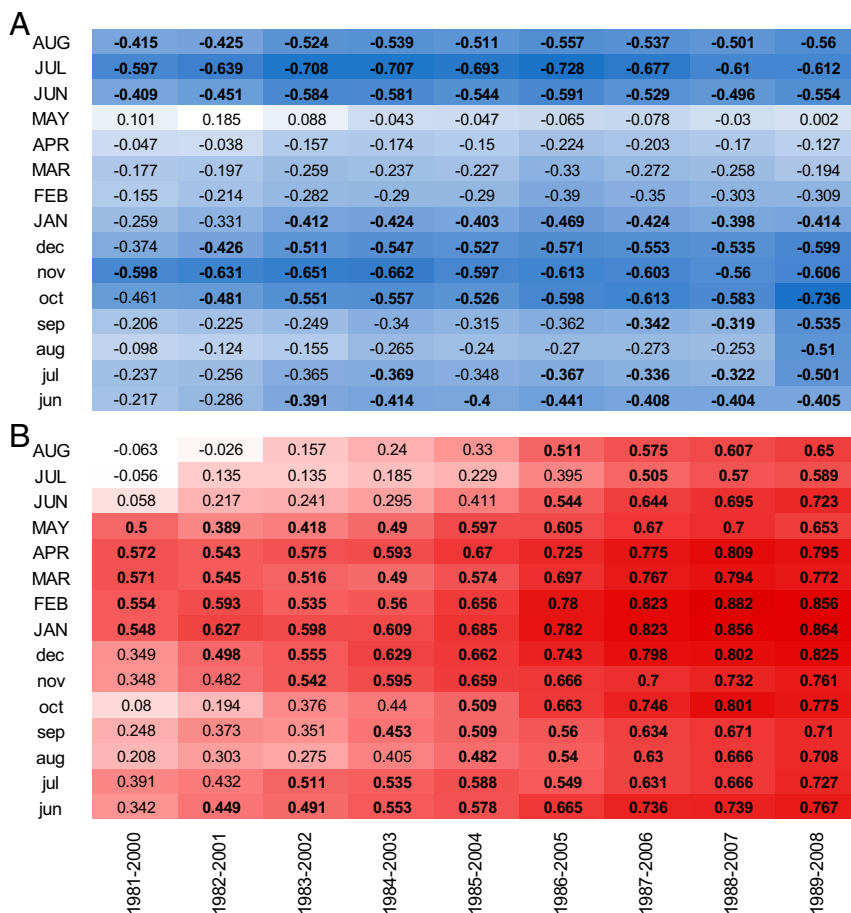 A
AUG -0.415 -0.425 -0.524 -0.539 -0.511 -0.557 -0.537 -0.501 -0.56
JUL -0.597 -0.639 -0.708 -0.707 -0.693 -0.728 -0.677 -0.61 -0.612
JUN -0.409 -0.451 -0.584 -0.581 -0.544 -0.591 -0.529 -0.496 -0.554
MAY 0.101 0.185 0.088 -0.043 -0.047 -0.065 -0.078 -0.03 0.002
APR -0.047 -0.038 -0.157 -0.174 -0.15 -0.224 -0.203 -0.17 -0.127
MAR -0.177 -0.197 -0.259 -0.237 -0.227 -0.33 -0.272 -0.258 -0.194
FEB -0.155 -0.214 -0.282 -0.29 -0.29 -0.39 -0.35 -0.303 -0.309
JAN -0.259 -0.331 -0.412 -0.424 -0.403 -0.469 -0.424 -0.398 -0.414
dec -0.374 -0.426 -0.511 -0.547 -0.527 -0.571 -0.553 -0.535 -0.599
nov -0.598 -0.631 -0.651 -0.662 -0.597 -0.613 -0.603 -0.56 -0.606
oct -0.461 -0.481 -0.551 -0.557 -0.526 -0.598 -0.613 -0.583 -0.736
sep -0.206 -0.225 -0.249 -0.34 -0.315 -0.362 -0.342 -0.319 -0.535
aug -0.098 -0.124 -0.155 -0.265 -0.24 -0.27 -0.273 -0.253 -0.51
jul -0.237 -0.256 -0.365 -0.369 -0.348 -0.367 -0.336 -0.322 -0.501
jun -0.217 -0.286 -0.391 -0.414 -0.4 -0.441 -0.408 -0.404 -0.405
B
AUG -0.063 -0.026 0.157 0.24 0.33 0.511 0.575 0.607 0.65
JUL -0.056 0.135 0.135 0.185 0.229 0.395 0.505 0.57 0.589
JUN 0.058 0.217 0.241 0.295 0.411 0.544 0.644 0.695 0.723
MAY 0.5 0.389 0.418 0.49 0.597 0.605 0.67 0.7 0.653
APR 0.572 0.543 0.575 0.593 0.67 0.725 0.775 0.809 0.795
MAR 0.571 0.545 0.516 0.49 0.574 0.697 0.767 0.794 0.772
FEB 0.554 0.593 0.535 0.56 0.656 0.78 0.823 0.882 0.856
JAN 0.548 0.627 0.598 0.609 0.685 0.782 0.823 0.856 0.864
dec 0.349 0.498 0.555 0.629 0.662 0.743 0.798 0.802 0.825
nov 0.348 0.482 0.542 0.595 0.659 0.666 0.7 0.732 0.761
oct 0.08 0.194 0.376 0.44 0.509 0.663 0.746 0.801 0.775
sep 0.248 0.373 0.351 0.453 0.509 0.56 0.634 0.671 0.71
aug 0.208 0.303 0.275 0.405 0.482 0.54 0.63 0.666 0.708
jul 0.391 0.432 0.511 0.535 0.588 0.549 0.631 0.666 0.727
jun 0.342 0.449 0.491 0.553 0.578 0.665 0.736 0.739 0.767
1981-2000 1982-2001 1983-2002 1984-2003 1985-2004 1986-2005 1987-2006 1988-2007 1989-2008